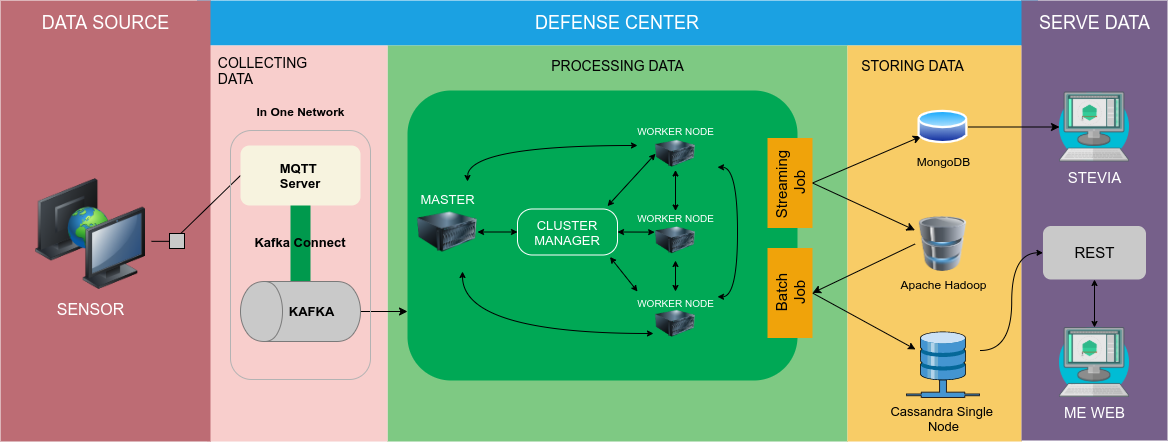 DATA SOURCE
DEFENSE CENTER
SERVE DATA
COLLECTING
DATA
PROCESSING DATA
STORING DATA
In One Network
MQTT
Server
Kafka Connect
KAFKA
SENSOR
MASTER
CLUSTER
MANAGER
WORKER NODE
WORKER NODE
WORKER NODE
Streaming
Job
Batch
Job
MongoDB
Apache Hadoop
Cassandra Single
Node
STEVIA
REST
ME WEB